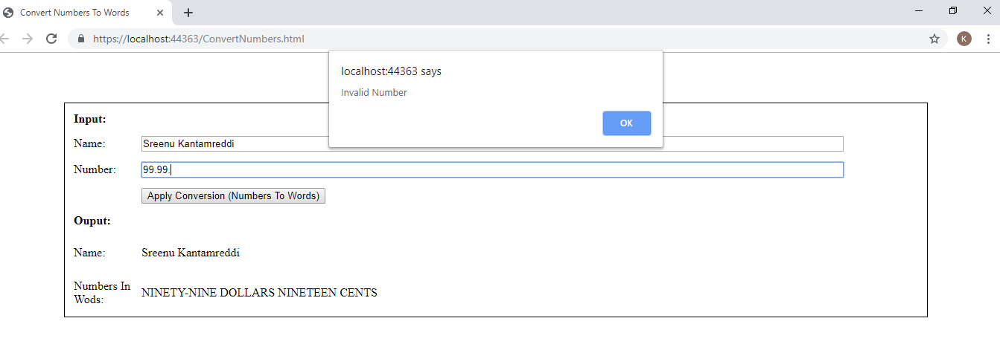 Convert Numbers To Words
https://localhost:44363/ConvertNumbers.html
K
localhost:44363 says
Invalid Number
OK
Input:
Name: Sreenu Kantamreddi
Number: 99.99.
Apply Conversion (Numbers To Words)
Ouput:
Name: Sreenu Kantamreddi
Numbers In
Wods: NINETY-NINE DOLLARS NINETEEN CENTS